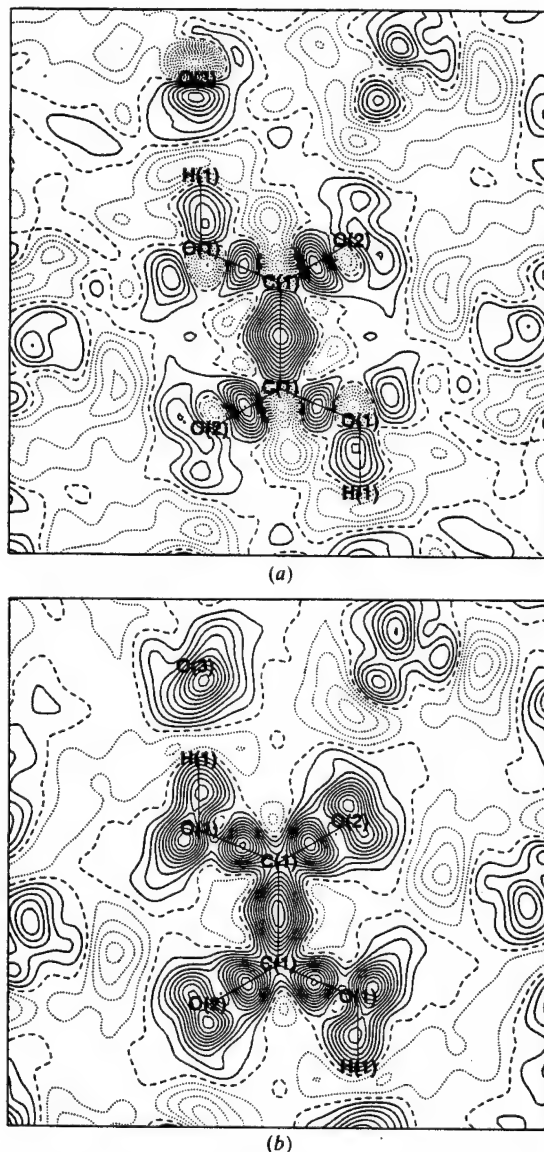 O(3)
H(1)
O(2)
O(1)
C(1)
C(1)
O(2)
O(1)
H(1)
(a)
O(3)
H(1)
O(1)
O(2)
C(1)
C(1)
O(2)
O(1)
H(1)
(b)